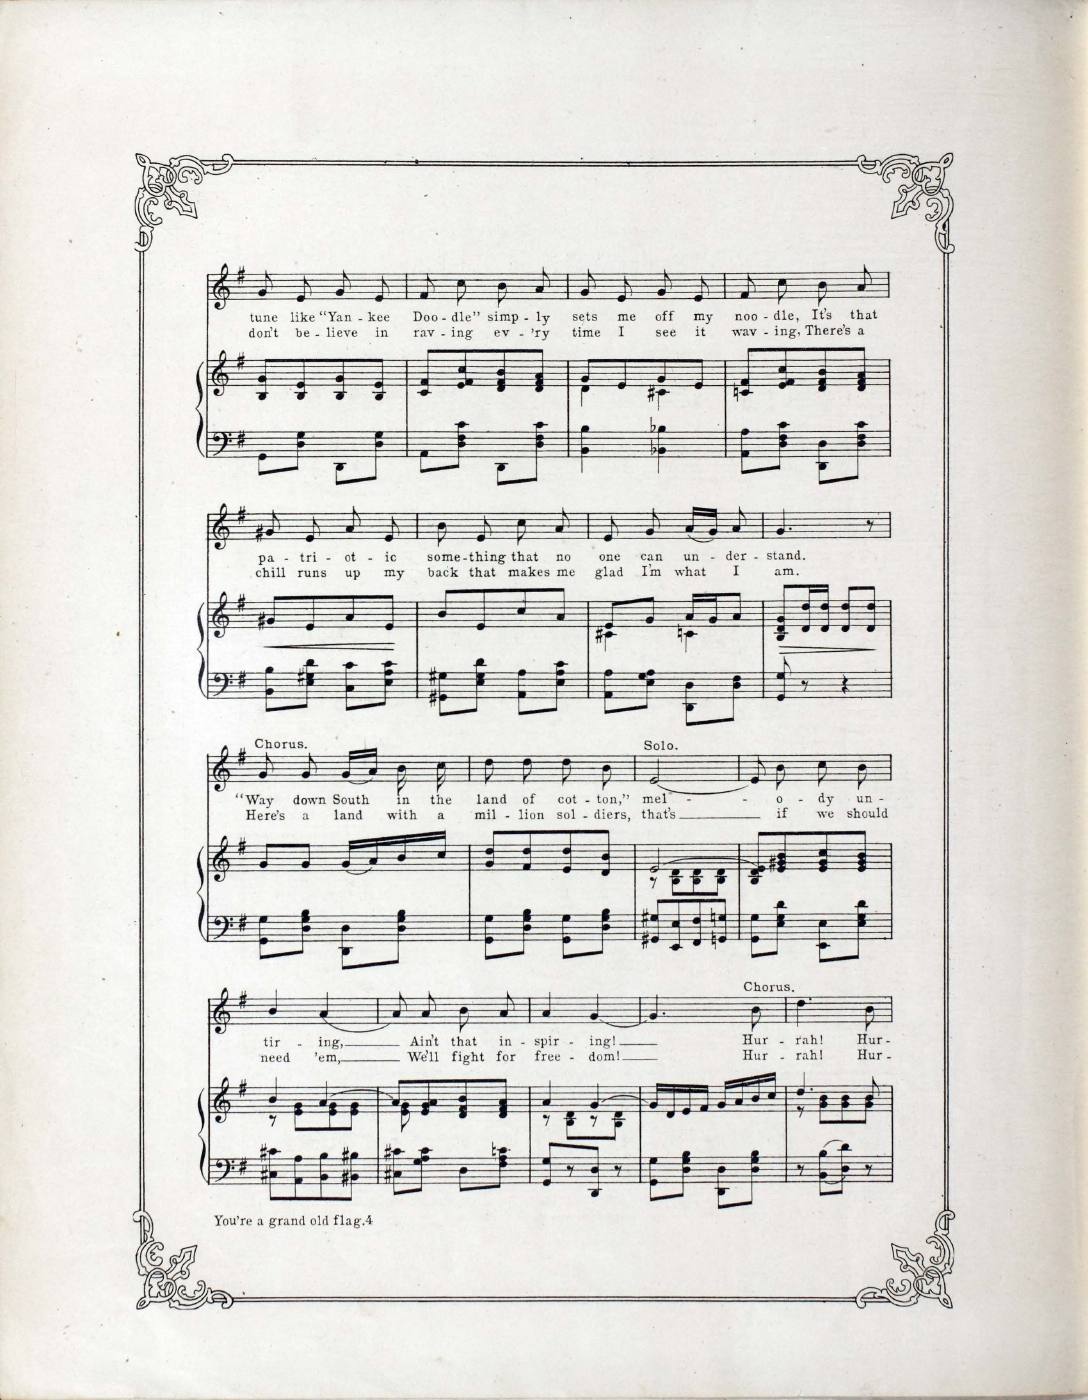 tune like "Yan - kee Doo - dle" simp - ly sets me off my noo - dle, It's that
don't be - lieve in rav - ing ev - 'ry time I see it wav - ing, There's a
pa - tri - ot - ic some - thing that no one can un - der - stand.
chill runs up my back that makes me glad I'm what I am.
Chorus. Solo.
"Way down South in the land of cot - ton," mel - - o - dy un -
Here's a land with a mil - lion sol - diers, that's if we should
Chorus.
tir - ing, Ain't that in - spir - ing! Hur - rah! Hur -
need 'em, We'll fight for free - dom! Hur - rah! Hur -
You're a grand old flag.4